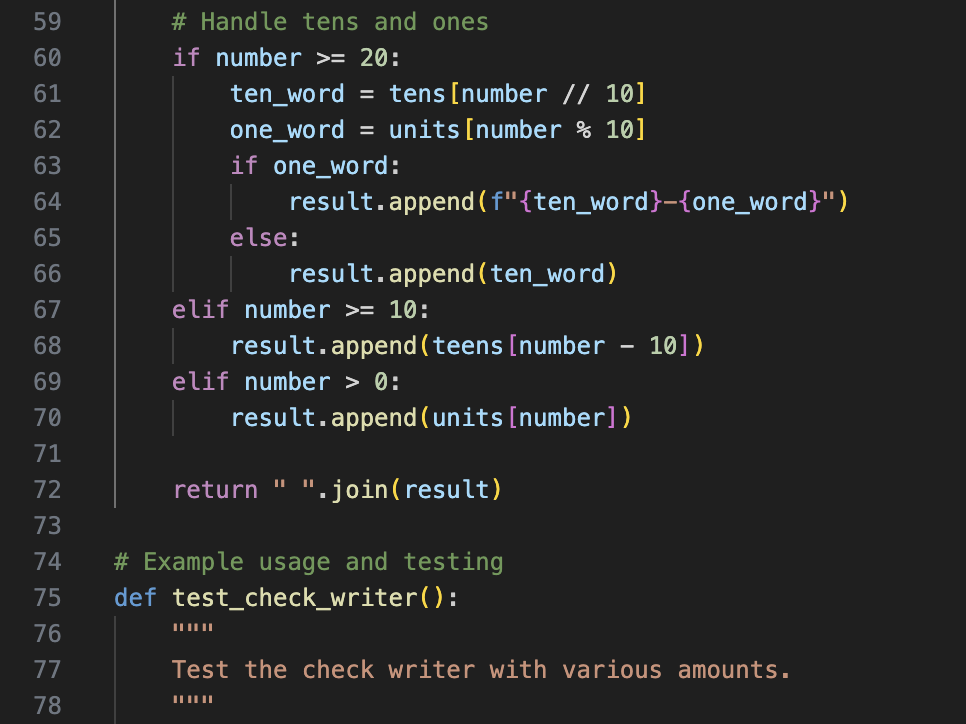 59 # Handle tens and ones
60 if number >= 20:
61 ten_word = tens[number // 10]
62 one_word = units[number % 10]
63 if one_word:
64 result.append(f"{ten_word}-{one_word}")
65 else:
66 result.append(ten_word)
67 elif number >= 10:
68 result.append(teens[number - 10])
69 elif number > 0:
70 result.append(units[number])
71
72 return " ".join(result)
73
74 # Example usage and testing
75 def test_check_writer():
76 """
77 Test the check writer with various amounts.
78 """